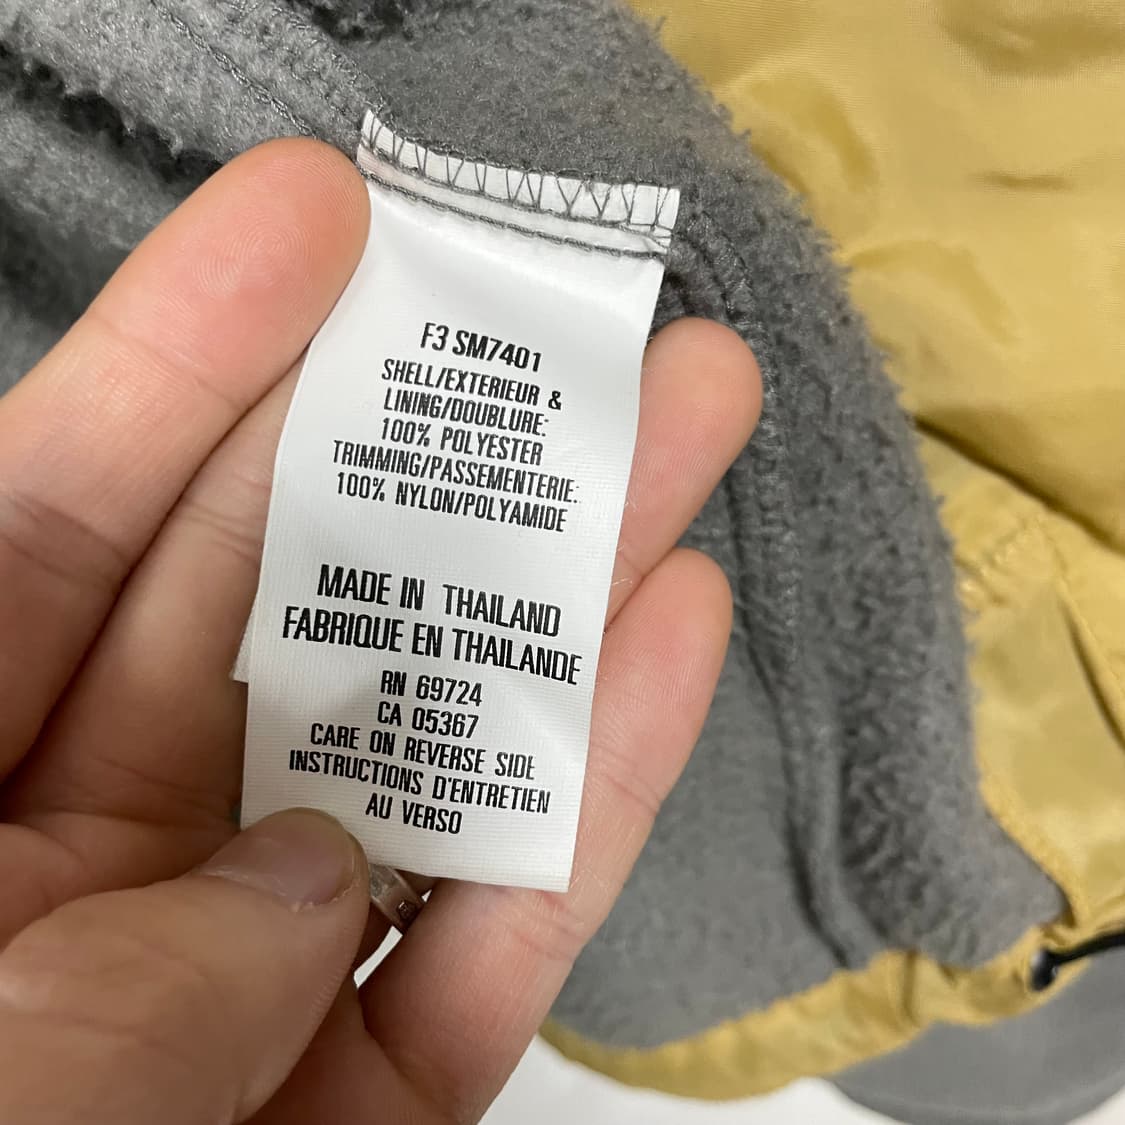 F3 SM7401
SHELL/EXTERIEUR &
LINING/DOUBLURE:
100% POLYESTER
TRIMMING/PASSEMENTERIE:
100% NYLON/POLYAMIDE
MADE IN THAILAND
FABRIQUE EN THAILANDE
RN 69724
CA 05367
CARE ON REVERSE SIDE
INSTRUCTIONS D'ENTRETIEN
AU VERSO